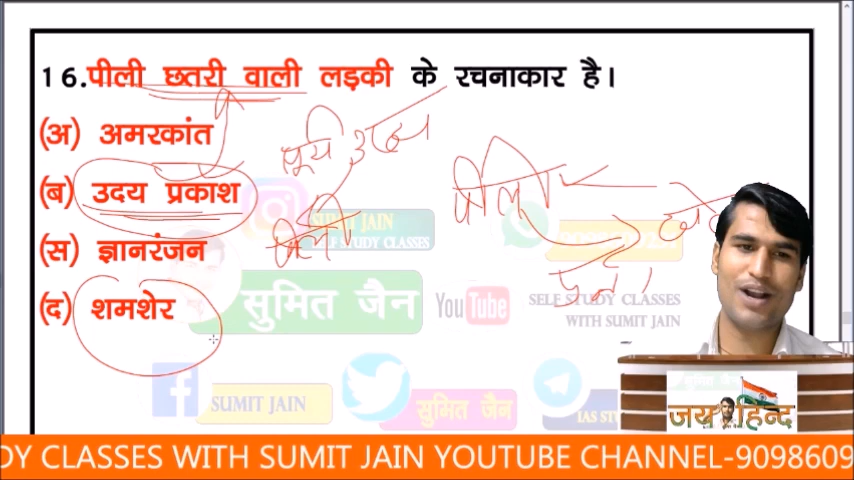 16.पीली छतरी वाली लड़की के रचनाकार है।
(अ) अमरकांत
(ब) उदय प्रकाश
(स) ज्ञानरंजन
(द) शमशेर
सूर्य उदय
पीली
पीली
SUMIT JAIN
SELF STUDY CLASSES
सुमित जैन
YouTube
SELF STUDY CLASSES
WITH SUMIT JAIN
SUMIT JAIN
सुमित जैन
IAS
जय हिन्द
DY CLASSES WITH SUMIT JAIN YOUTUBE CHANNEL-9098609